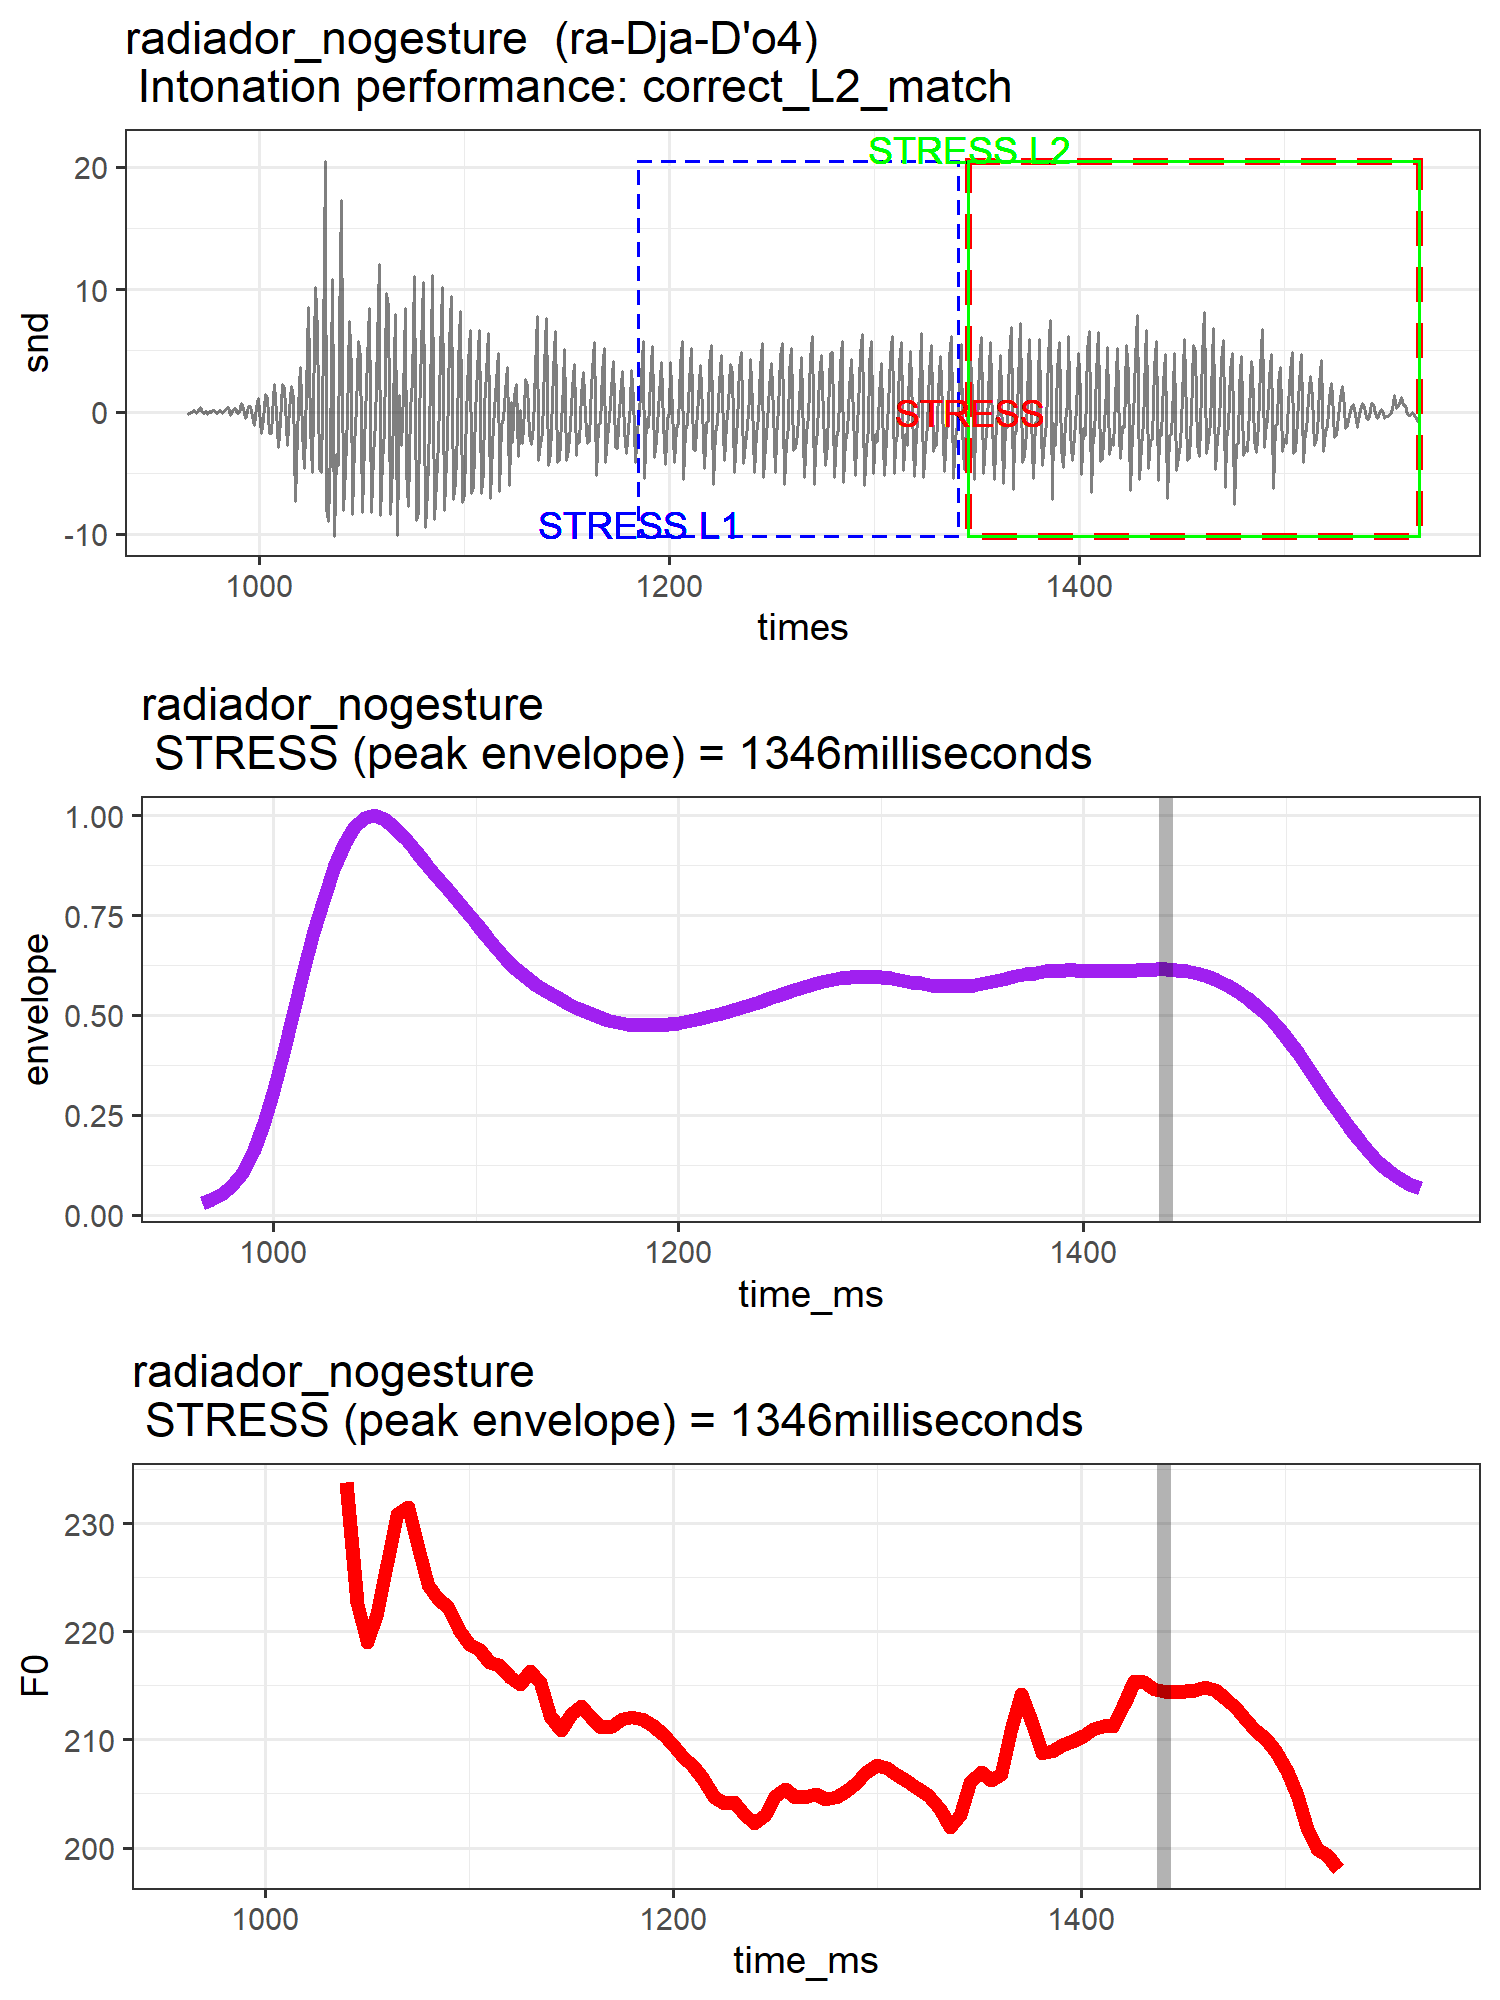 radiador_nogesture  (ra-Dja-D'o4)
Intonation performance: correct_L2_match
STRESS L2
20
10
STRESS
0
STRESS L1
-10
snd
1000 1200 1400
times
radiador_nogesture
STRESS (peak envelope) = 1346milliseconds
1.00
0.75
0.50
0.25
0.00
envelope
1000 1200 1400
time_ms
radiador_nogesture
STRESS (peak envelope) = 1346milliseconds
230
220
210
200
F0
1000 1200 1400
time_ms